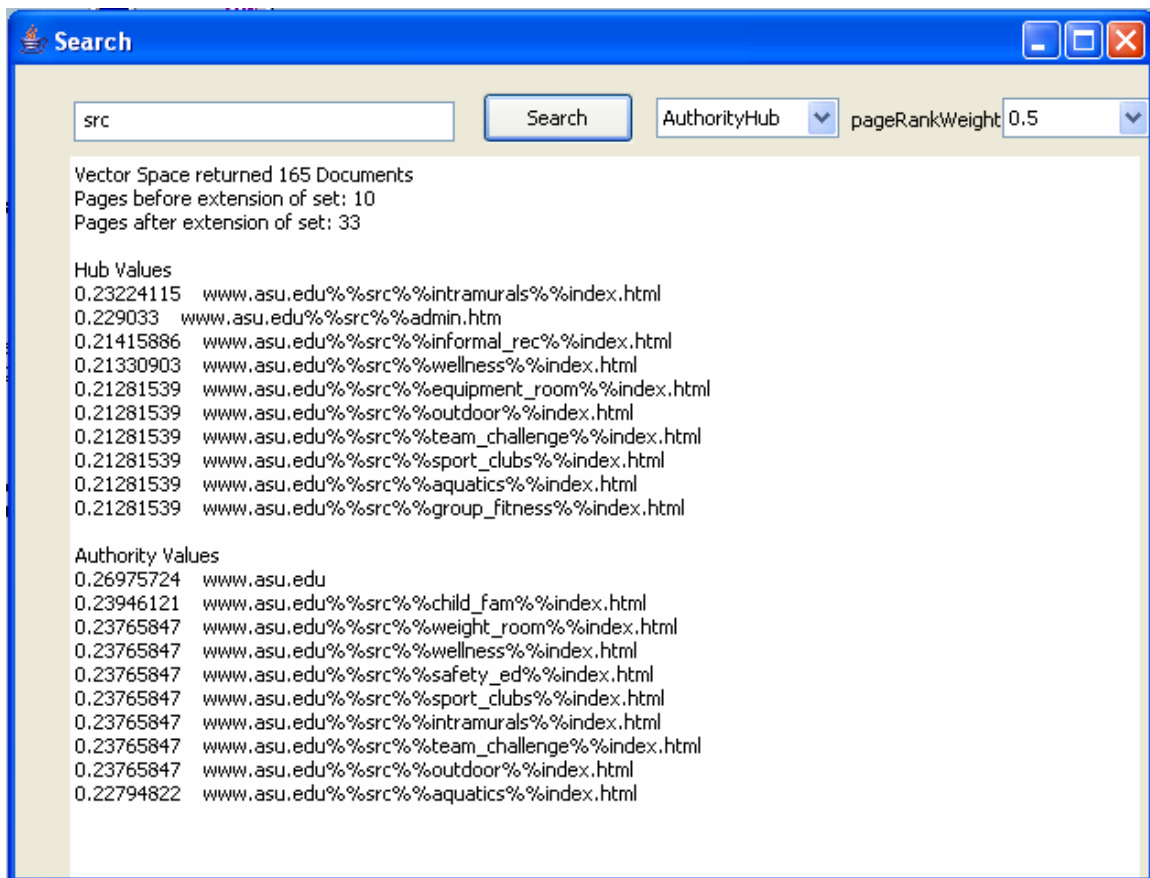 Search
src Search AuthorityHub pageRankWeight 0.5
Vector Space returned 165 Documents
Pages before extension of set: 10
Pages after extension of set: 33
Hub Values
0.23224115 www.asu.edu%%src%%intramurals%%index.html
0.229033 www.asu.edu%%src%%admin.htm
0.21415886 www.asu.edu%%src%%informal_rec%%index.html
0.21330903 www.asu.edu%%src%%wellness%%index.html
0.21281539 www.asu.edu%%src%%equipment_room%%index.html
0.21281539 www.asu.edu%%src%%outdoor%%index.html
0.21281539 www.asu.edu%%src%%team_challenge%%index.html
0.21281539 www.asu.edu%%src%%sport_clubs%%index.html
0.21281539 www.asu.edu%%src%%aquatics%%index.html
0.21281539 www.asu.edu%%src%%group_fitness%%index.html
Authority Values
0.26975724 www.asu.edu
0.23946121 www.asu.edu%%src%%child_fam%%index.html
0.23765847 www.asu.edu%%src%%weight_room%%index.html
0.23765847 www.asu.edu%%src%%wellness%%index.html
0.23765847 www.asu.edu%%src%%safety_ed%%index.html
0.23765847 www.asu.edu%%src%%sport_clubs%%index.html
0.23765847 www.asu.edu%%src%%intramurals%%index.html
0.23765847 www.asu.edu%%src%%team_challenge%%index.html
0.23765847 www.asu.edu%%src%%outdoor%%index.html
0.22794822 www.asu.edu%%src%%aquatics%%index.html